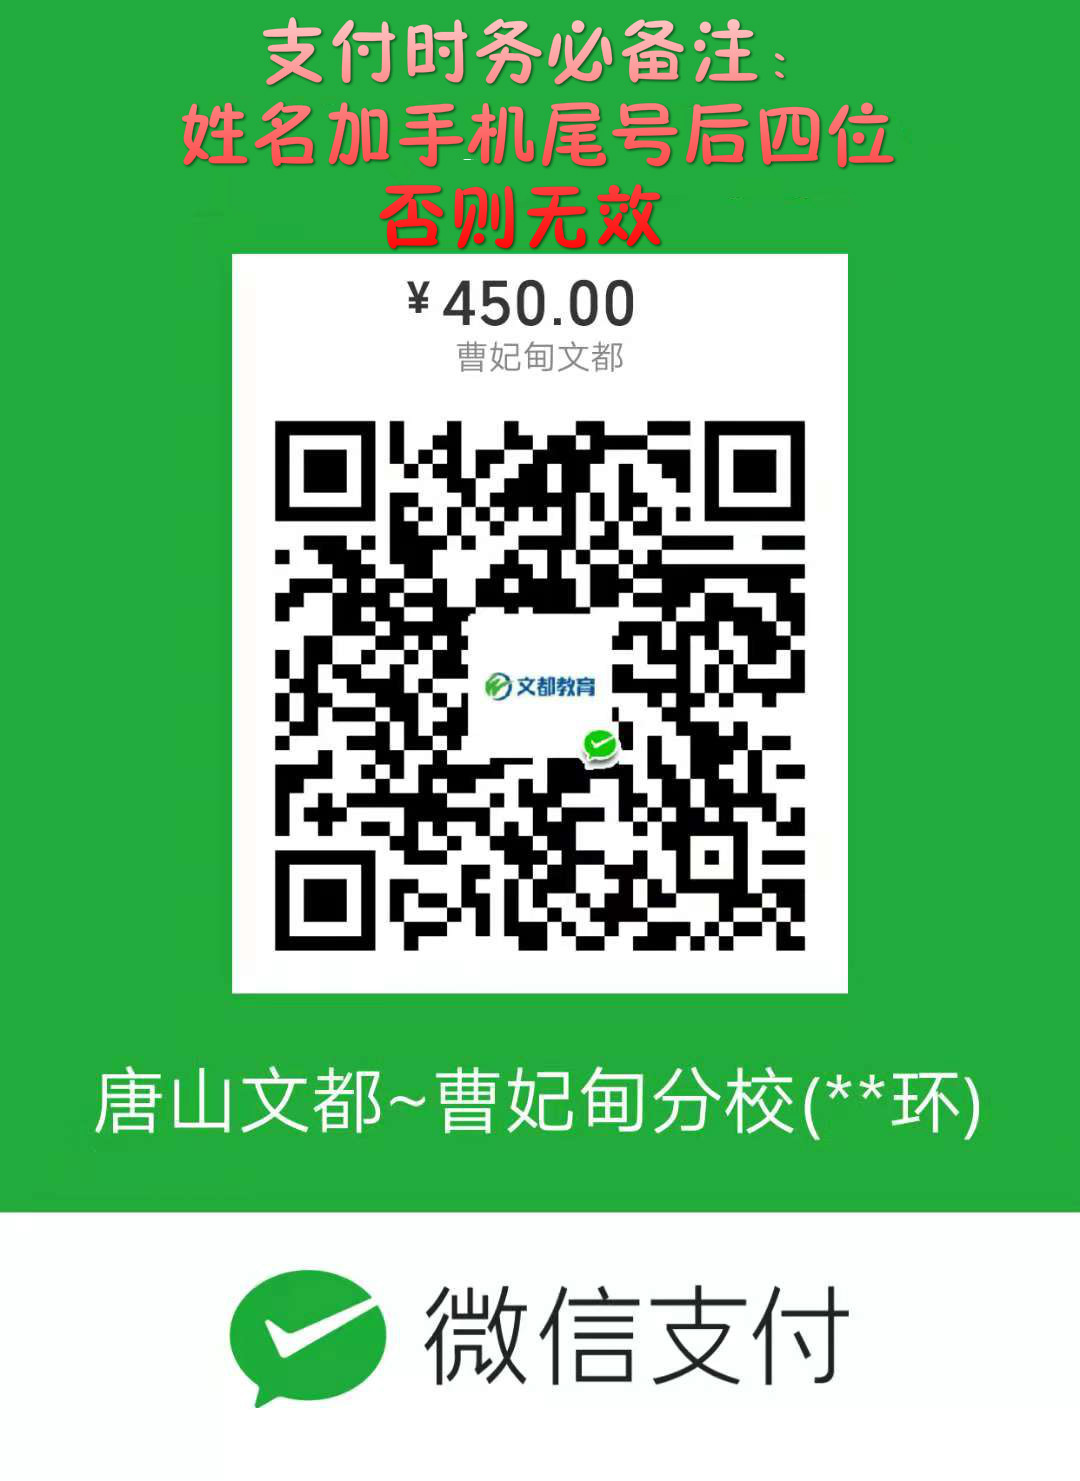 支付时务必备注：
姓名加手机尾号后四位
否则无效
¥450.00
曹妃甸文都
文都教育
唐山文都~曹妃甸分校(**环)
微信支付